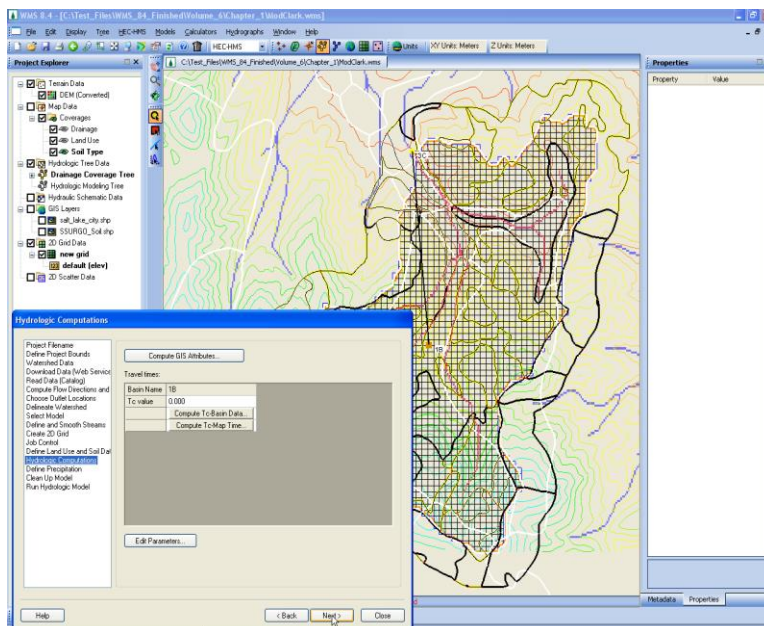 WMS 8.4 - [C:\Test_Files\WMS_84_Finished\Volume_6\Chapter_1\ModClark.wms]
File Edit Display Tree HEC-HMS Models Calculators Hydrographs Window Help
HEC-HMS Units XY Units: Meters Z Units: Meters
Project Explorer
C:\Test_Files\WMS_84_Finished\Volume_6\Chapter_1\ModClark.wms
Properties
Property Value
Terrain Data
DEM (Converted)
Map Data
Coverages
Drainage
Land Use
Soil Type
Hydrologic Tree Data
Drainage Coverage Tree
Hydrologic Modeling Tree
Hydraulic Schematic Data
GIS Layers
salt_lake_city.shp
SSURGO_Soil.shp
2D Grid Data
new grid
default (elev)
2D Scatter Data
1B
Hydrologic Computations
Project Filename
Define Project Bounds
Watershed Data
Download Data (Web Service
Read Data (Catalog)
Compute Flow Directions and
Choose Outlet Locations
Delineate Watershed
Select Model
Define and Smooth Streams
Create 2D Grid
Job Control
Define Land Use and Soil Dat
Hydrologic Computations
Define Precipitation
Clean Up Model
Run Hydrologic Model
Compute GIS Attributes...
Travel times:
Basin Name 1B
Tc value 0.000
Compute Tc-Basin Data...
Compute Tc-Map Time...
Edit Parameters...
Help
< Back
Next >
Close
Metadata Properties